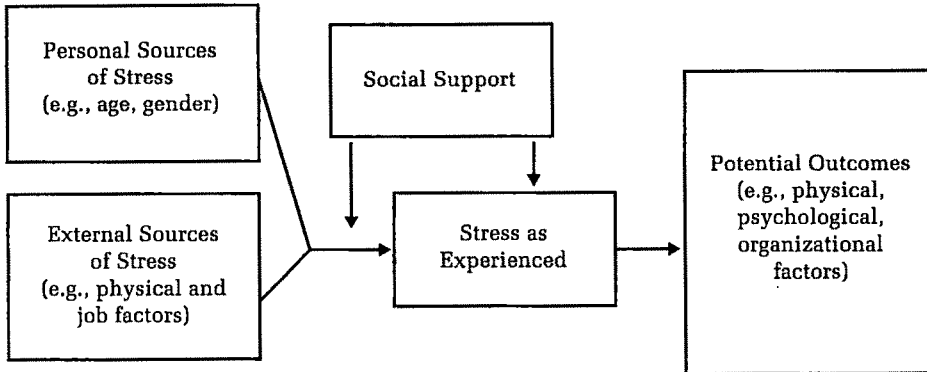 Personal Sources
of Stress
(e.g., age, gender)
Social Support
External Sources
of Stress
(e.g., physical and
job factors)
Stress as
Experienced
Potential Outcomes
(e.g., physical,
psychological,
organizational
factors)